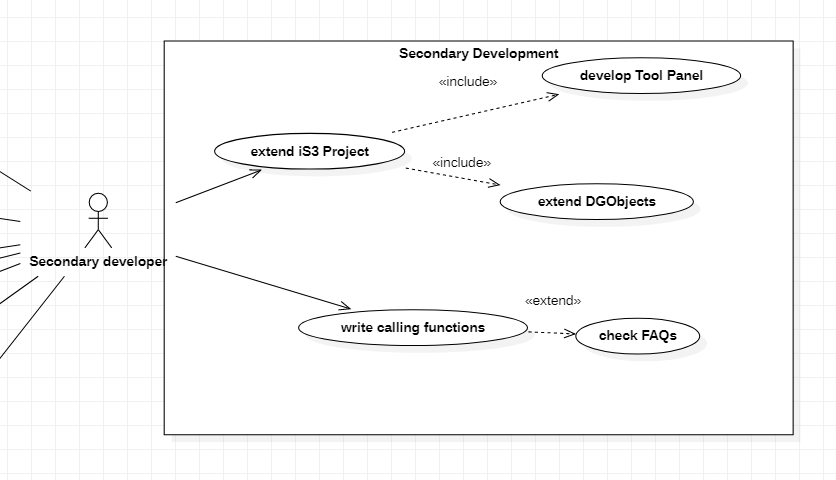 Secondary Development
«include»
develop Tool Panel
extend iS3 Project
«include»
extend DGObjects
Secondary developer
«extend»
write calling functions
check FAQs